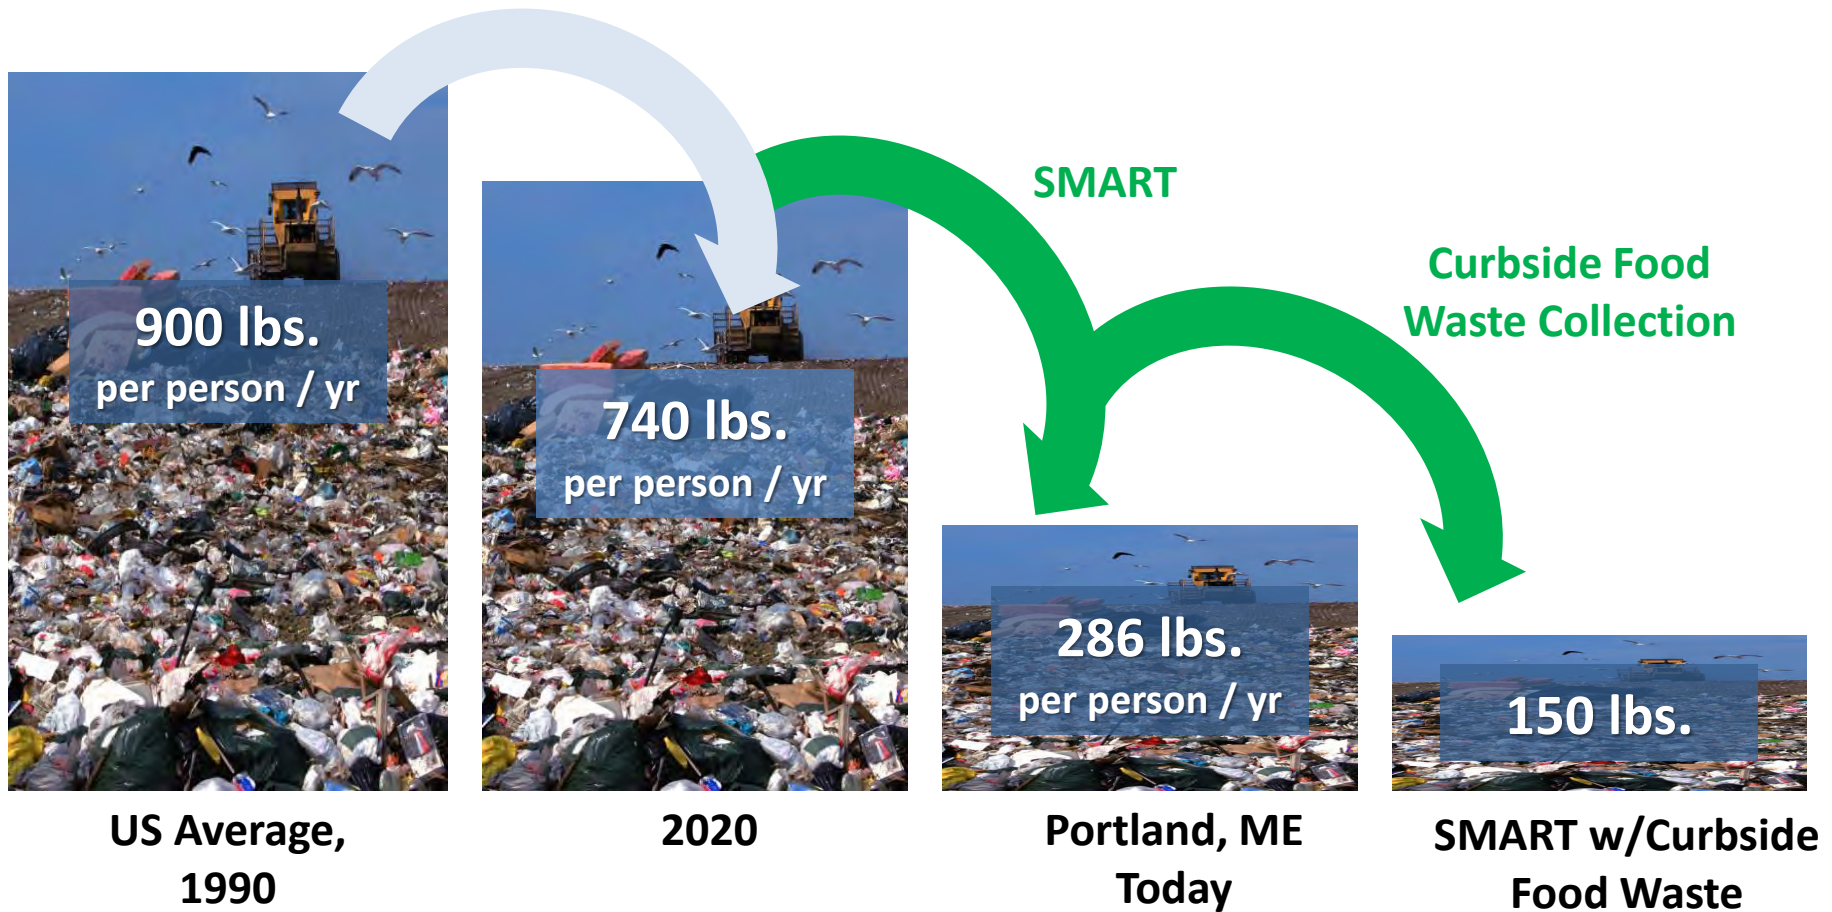 SMART
Curbside Food
Waste Collection
900 lbs.
per person / yr
740 lbs.
per person / yr
286 lbs.
per person / yr
150 lbs.
US Average,
1990
2020
Portland, ME
Today
SMART w/Curbside
Food Waste